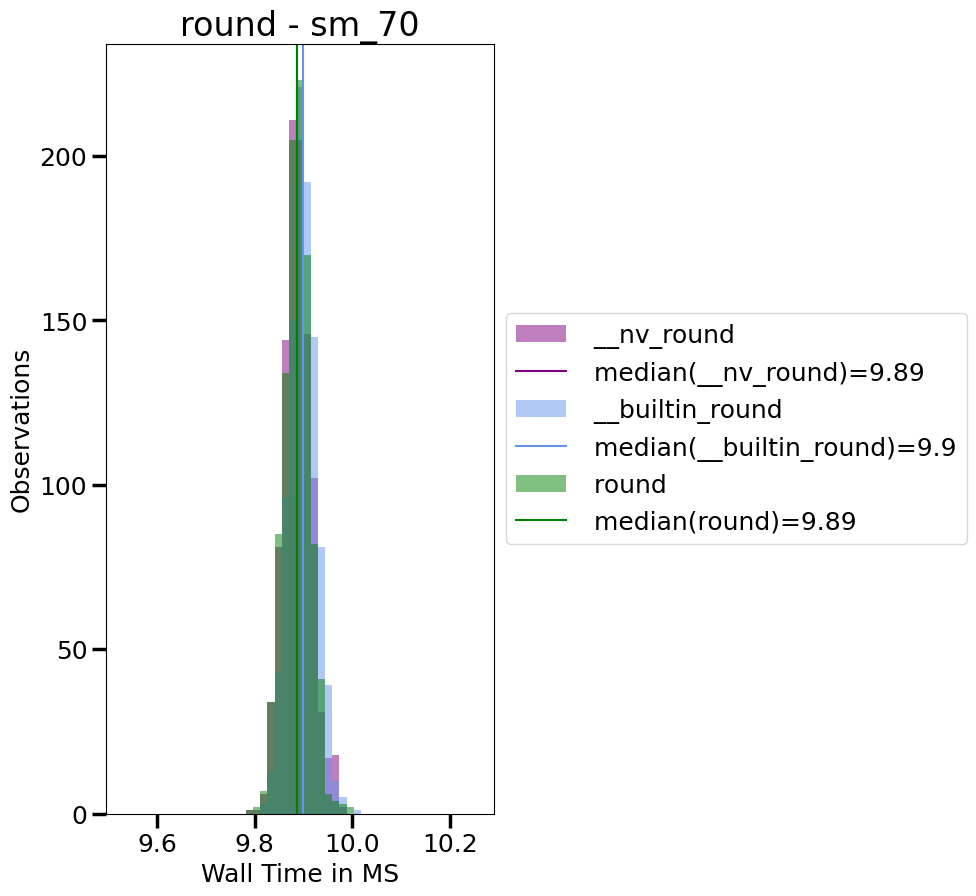 round - sm_70
Observations
200
150
100
50
0
9.6 9.8 10.0 10.2
Wall Time in MS
__nv_round
median(__nv_round)=9.89
__builtin_round
median(__builtin_round)=9.9
round
median(round)=9.89